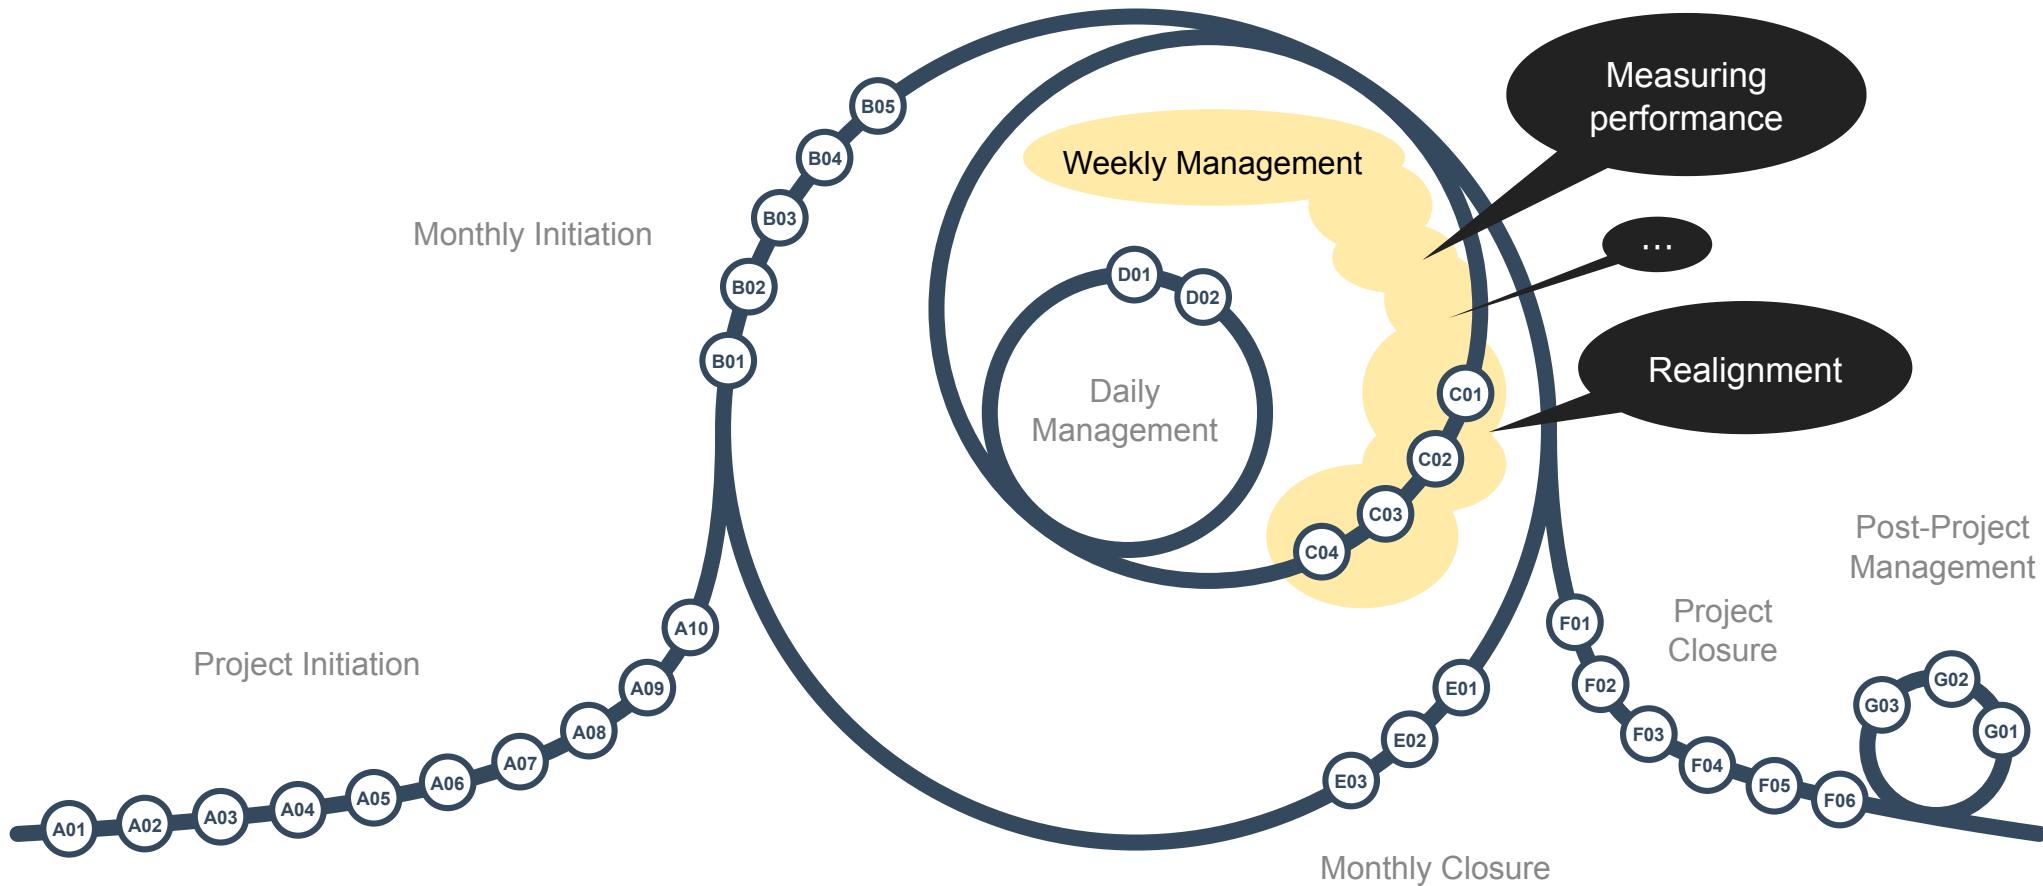 Measuring
performance
B05
B04
Weekly Management
B03
Monthly Initiation
...
D01
B02
D02
B01
Realignment
Daily
Management
C01
C02
C03
C04
Post-Project
Management
Project
Closure
A10
F01
Project Initiation
A09
E01
F02
G02
G03
G01
A08
E02
F03
A07
F04
A06
E03
F05
A05
F06
A04
A03
A02
A01
Monthly Closure